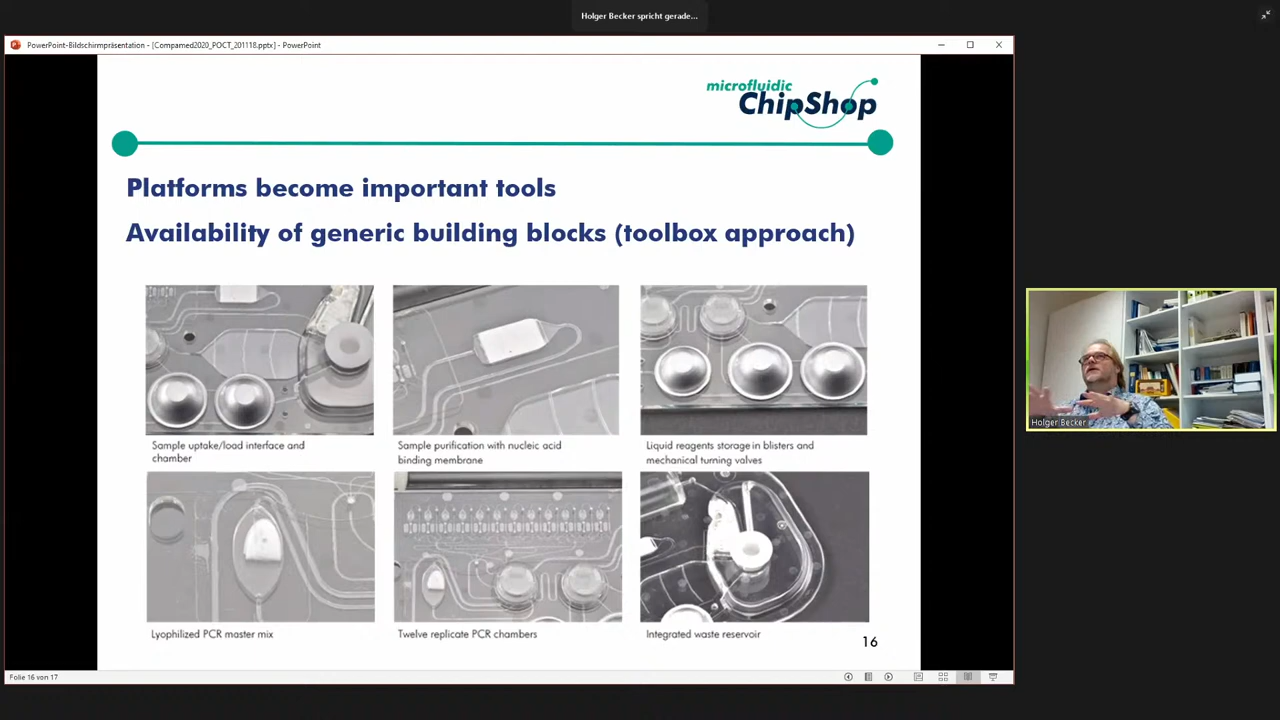 Holger Becker spricht gerade...
PowerPoint-Bildschirmpräsentation - [Compamed2020_POCT_201118.pptx] - PowerPoint
microfluidic
ChipShop
Platforms become important tools
Availability of generic building blocks (toolbox approach)
Sample uptake/load interface and
chamber
Sample purification with nucleic acid
binding membrane
Liquid reagents storage in blisters and
mechanical turning valves
Lyophilized PCR master mix
Twelve replicate PCR chambers
Integrated waste reservoir
16
Holger Becker
Folie 16 von 17